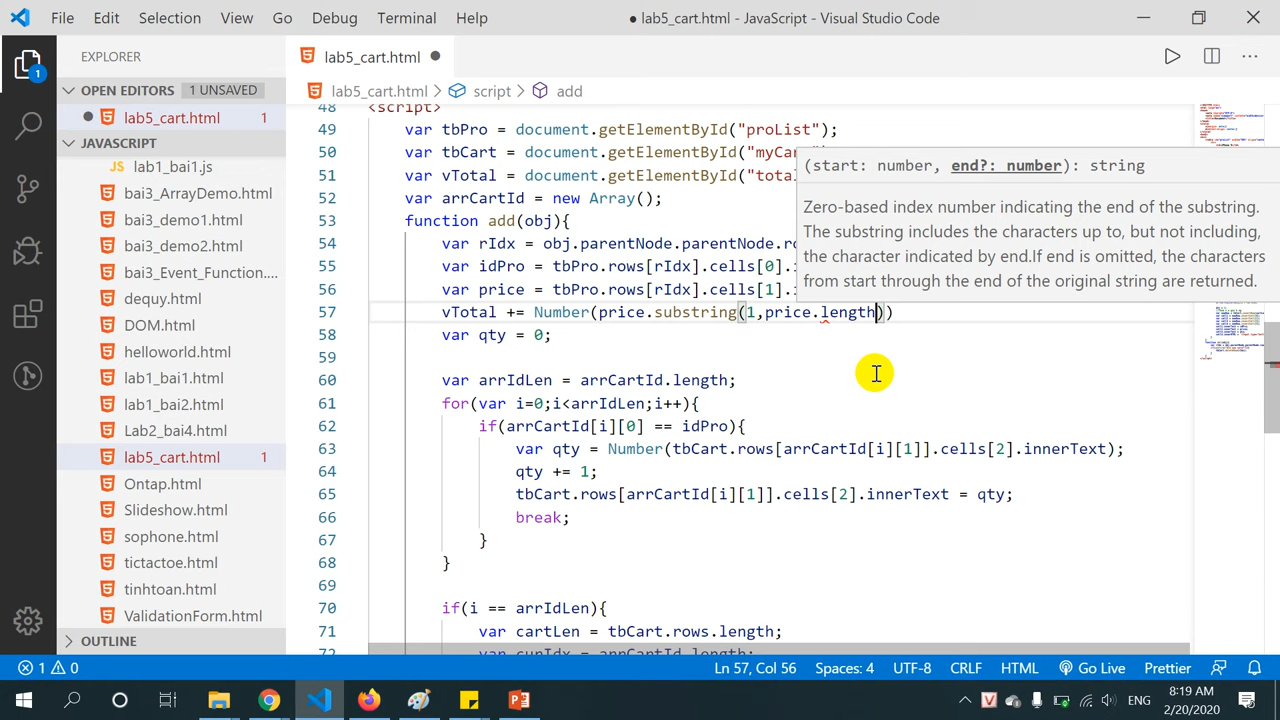 File Edit Selection View Go Debug Terminal Help
● lab5_cart.html - JavaScript - Visual Studio Code
EXPLORER
OPEN EDITORS 1 UNSAVED
lab5_cart.html 1
JAVASCRIPT
lab1_bai1.js
bai3_ArrayDemo.html
bai3_demo1.html
bai3_demo2.html
bai3_Event_Function....
dequy.html
DOM.html
helloworld.html
lab1_bai1.html
lab1_bai2.html
Lab2_bai4.html
lab5_cart.html 1
Ontap.html
Slideshow.html
sophone.html
tictactoe.html
tinhtoan.html
ValidationForm.html
OUTLINE
1
lab5_cart.html ●
lab5_cart.html > script > add
48 <script>
49 var tbPro = document.getElementById("proList");
50 var tbCart = document.getElementById("myCar
51 var vTotal = document.getElementById("total
52 var arrCartId = new Array();
53 function add(obj){
54 var rIdx = obj.parentNode.parentNode.ro
55 var idPro = tbPro.rows[rIdx].cells[0].i
56 var price = tbPro.rows[rIdx].cells[1].i
57 vTotal += Number(price.substring(1,price.length))
58 var qty = 0;
59
60 var arrIdLen = arrCartId.length;
61 for(var i=0;i<arrIdLen;i++){
62 if(arrCartId[i][0] == idPro){
63 var qty = Number(tbCart.rows[arrCartId[i][1]].cells[2].innerText);
64 qty += 1;
65 tbCart.rows[arrCartId[i][1]].cells[2].innerText = qty;
66 break;
67 }
68 }
69
70 if(i == arrIdLen){
71 var cartLen = tbCart.rows.length;
72 var curIdx = arrCartId.length;
(start: number, end?: number): string
Zero-based index number indicating the end of the substring.
The substring includes the characters up to, but not including,
the character indicated by end.If end is omitted, the characters
from start through the end of the original string are returned.
1 0 Ln 57, Col 56 Spaces: 4 UTF-8 CRLF HTML Go Live Prettier
ENG 8:19 AM
2/20/2020